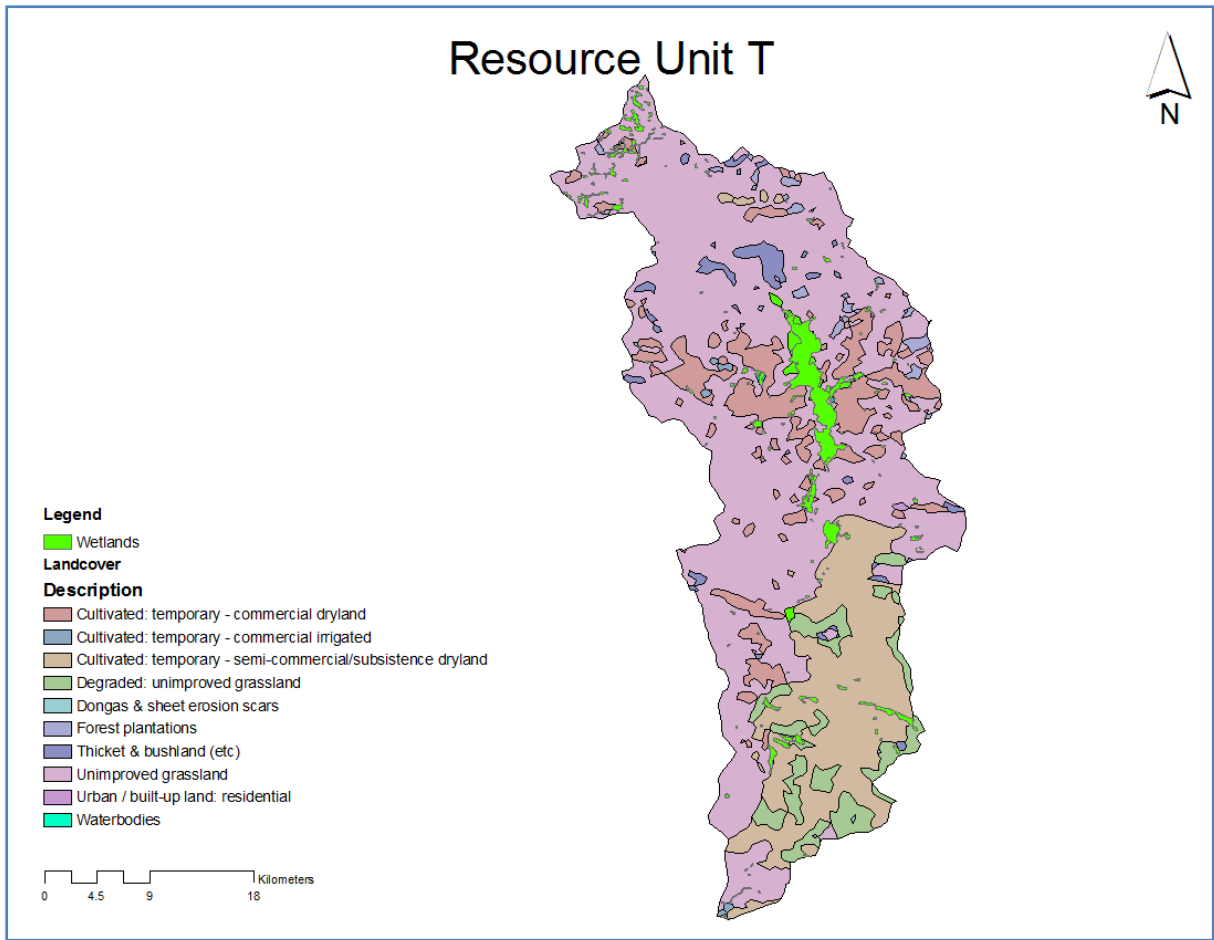 Resource Unit T
N
Legend
Wetlands
Landcover
Description
Cultivated: temporary - commercial dryland
Cultivated: temporary - commercial irrigated
Cultivated: temporary - semi-commercial/subsistence dryland
Degraded: unimproved grassland
Dongas & sheet erosion scars
Forest plantations
Thicket & bushland (etc)
Unimproved grassland
Urban / built-up land: residential
Waterbodies
Kilometers
0 4.5 9 18